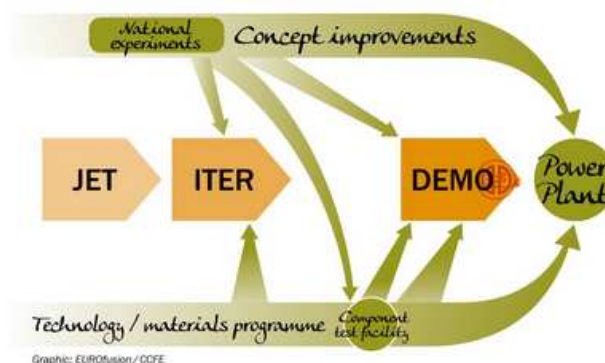 National
experiments
Concept improvements
JET
ITER
DEMO
Power
Plant
Technology / materials programme
Component
test facility
Graphic: EUROfusion / CCFE